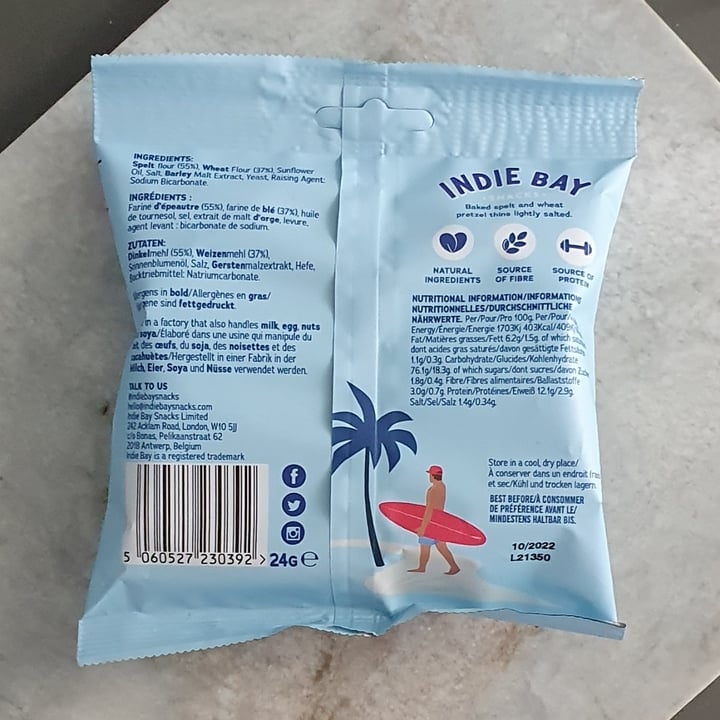 INGREDIENTS:
Spelt flour (55%), Wheat Flour (37%), Sunflower
Oil, Salt, Barley Malt Extract, Yeast, Raising Agent:
Sodium Bicarbonate.
INGRÉDIENTS :
Farine d'épeautre (55%), farine de blé (37%), huile
de tournesol, sel, extrait de malt d'orge, levure,
agent levant : bicarbonate de sodium.
ZUTATEN:
Dinkelmehl (55%), Weizenmehl (37%),
Sonnenblumenöl, Salz, Gerstenmalzextrakt, Hefe,
Backtriebmittel: Natriumcarbonate.
in bold/Allergènes en gras/
sind fettgedruckt.
in a factory that also handles milk, egg, nuts
soya/Élaboré dans une usine qui manipule du
des œufs, du soja, des noisettes et des
cacahuètes/Hergestellt in einer Fabrik in der
Milch, Eier, Soya und Nüsse verwendet werden.
TALK TO US
@indiebaysnacks
hello@indiebaysnacks.com
Indie Bay Snacks Limited
242 Acklam Road, London, W10 5JJ
c/o Bonas, Pelikaanstraat 62
2018 Antwerp, Belgium
Indie Bay is a registered trademark
5 060527 230392 >
24G ℮
INDIE BAY
SNACKS
Baked spelt and wheat
pretzel thins lightly salted.
NATURAL
INGREDIENTS
SOURCE
OF FIBRE
SOURCE OF
PROTEIN
NUTRITIONAL INFORMATION/INFORMATION
NUTRITIONNELLES/DURCHSCHNITTLICHE
NÄHRWERTE. Per/Pour/Pro 100g, Per/Pour/
Energy/Énergie/Energie 1703KJ 403Kcal/409
Fat/Matières grasses/Fett 6.2g/1.5g. of which
dont acides gras saturés/davon gesättigte Fettsäuren
1.1g/0.3g. Carbohydrate/Glucides/Kohlenhydrate
76.1g/18.3g of which sugars/dont sucres/davon Zucker
1.8g/0.4g. Fibre/Fibres alimentaires/Ballaststoffe
3.0g/0.7g. Protein/Protéines/Eiweiß 12.1g/2.9g.
Salt/Sel/Salz 1.4g/0.34g.
Store in a cool, dry place/
À conserver dans un endroit
et sec/Kühl und trocken lagern.
BEST BEFORE/À CONSOMMER
DE PRÉFÉRENCE AVANT LE/
MINDESTENS HALTBAR BIS.
10/2022
L21350